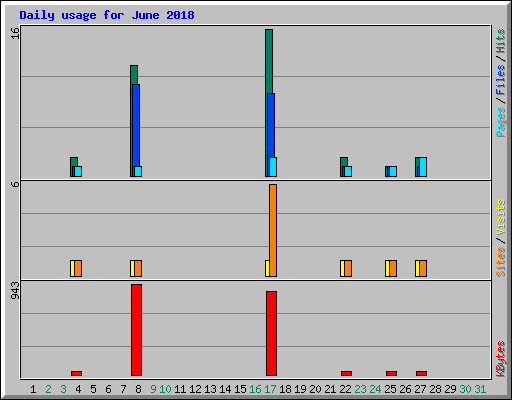 Daily usage for June 2018
16
6
943
Pages / Files / Hits
Sites / Visits
KBytes
1 2 3 4 5 6 7 8 9 10 11 12 13 14 15 16 17 18 19 20 21 22 23 24 25 26 27 28 29 30 31